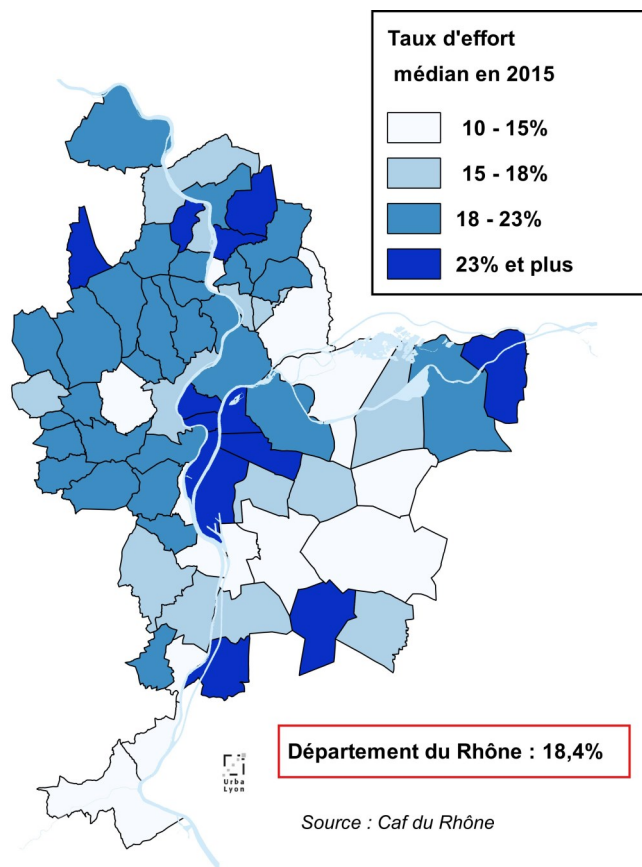 Taux d'effort
médian en 2015
10 - 15%
15 - 18%
18 - 23%
23% et plus
Département du Rhône : 18,4%
Urba
Lyon
Source : Caf du Rhône